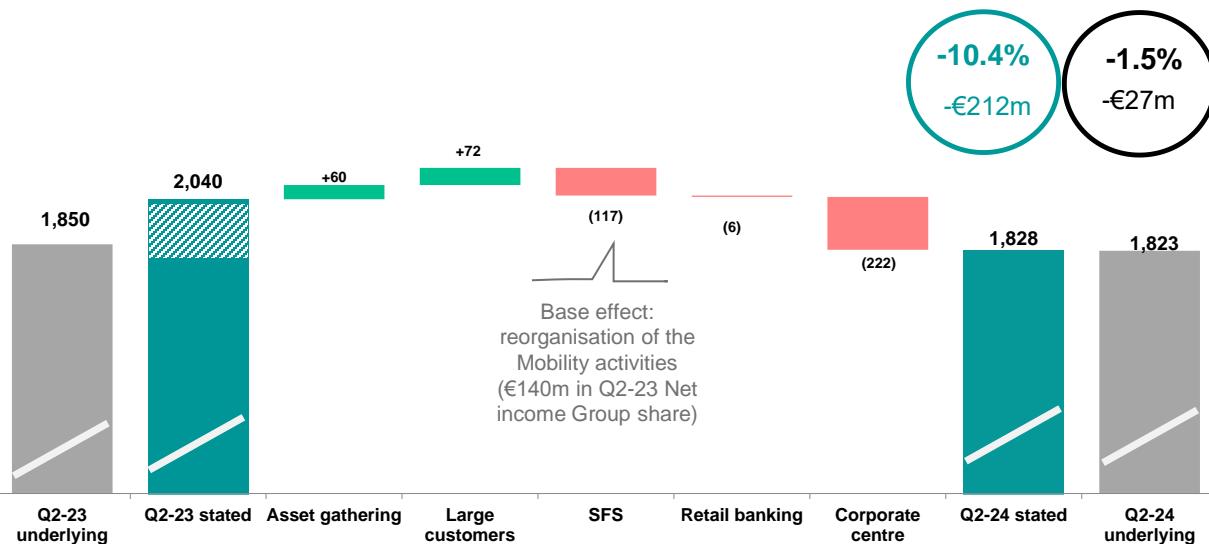 -10.4%
-€212m
-1.5%
-€27m
1,850
2,040
+60
+72
(117)
(6)
(222)
1,828
1,823
Base effect:
reorganisation of the
Mobility activities
(€140m in Q2-23 Net
income Group share)
Q2-23
underlying
Q2-23 stated
Asset gathering
Large
customers
SFS
Retail banking
Corporate
centre
Q2-24 stated
Q2-24
underlying